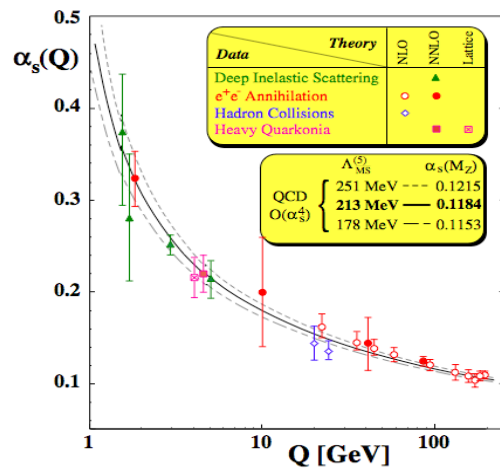 0.5
αs(Q)
0.4
0.3
0.2
0.1
Theory
Data
NLO
NNLO
Lattice
Deep Inelastic Scattering
e+e- Annihilation
Hadron Collisions
Heavy Quarkonia
Λ(5)MS αs(MZ)
QCD O(αs4)
251 MeV 0.1215
213 MeV 0.1184
178 MeV 0.1153
1 10 100
Q [GeV]